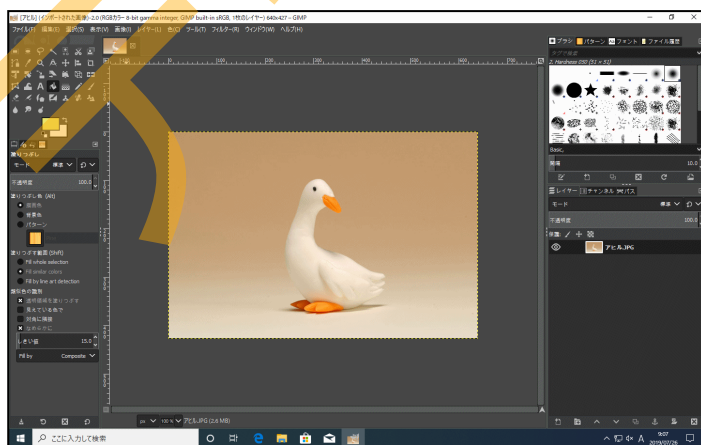 [アヒル] (インポートされた画像)-2.0 (RGBカラー 8-bit gamma integer, GIMP built-in sRGB, 1枚のレイヤー) 640x427 – GIMP
ファイル(F) 編集(E) 選択(S) 表示(V) 画像(I) レイヤー(L) 色(C) ツール(T) フィルター(R) ウィンドウ(W) ヘルプ(H)
ブラシ パターン フォント ファイル履歴
2. Hardness 050 (51 × 51)
Basic,
間隔 10.0
塗りつぶし
モード 標準
不透明度 100.0
塗りつぶし色 (Alt)
描画色
背景色
パターン
塗りつぶす範囲 (Shift)
Fill whole selection
Fill similar colors
Fill by line art detection
類似色の識別
透明領域を塗りつぶす
見えている色で
対角に隣接
なめらかに
しきい値 15.0
Fill by Composite
レイヤー チャンネル パス
モード 標準
不透明度 100.0
保護:
アヒル.JPG
px 100 % アヒル.JPG (2.6 MB)
ここに入力して検索
A
9:07
2019/07/26